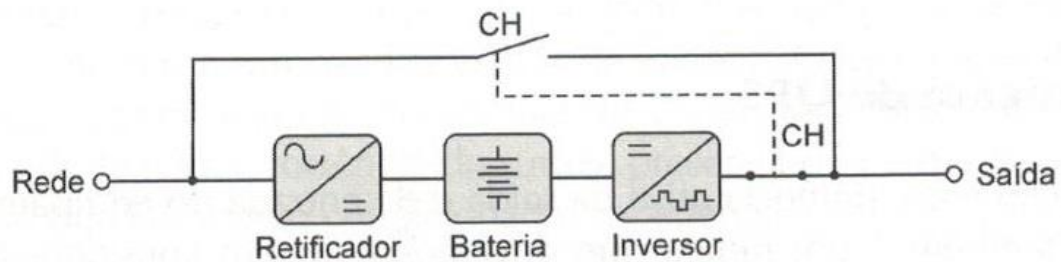 CH
CH
Rede
Saída
Retificador
Bateria
Inversor